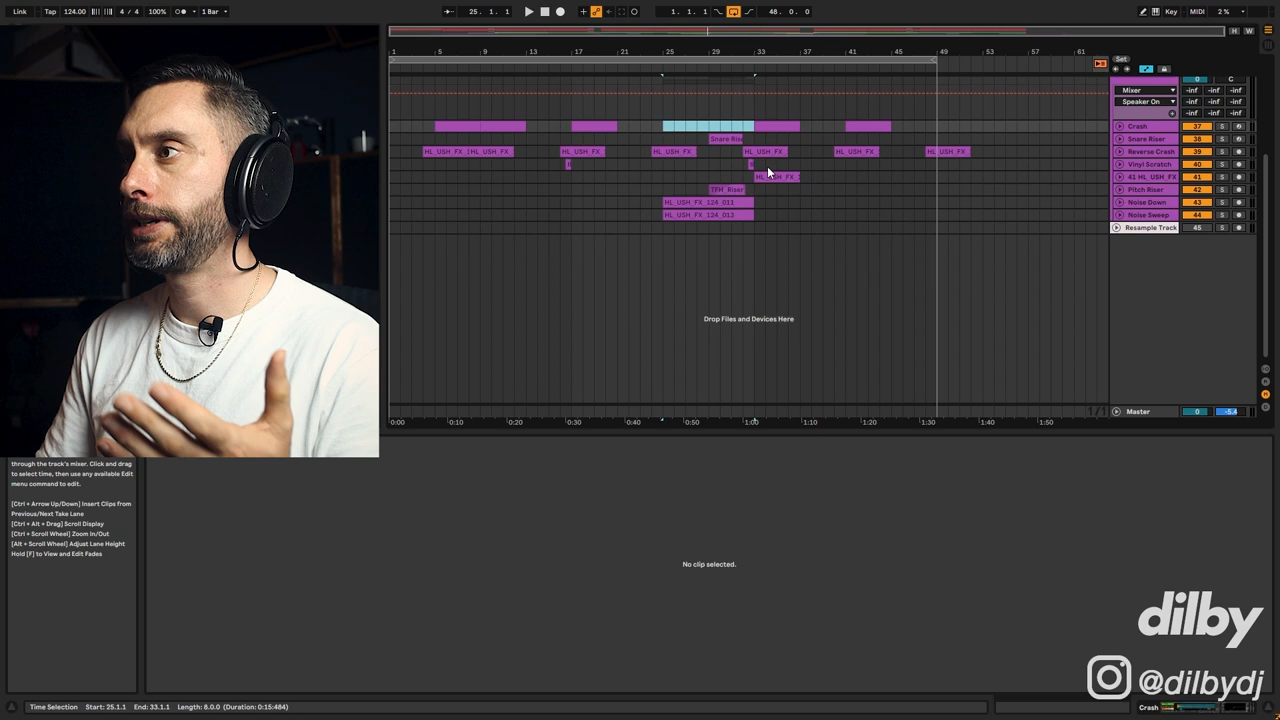 Link Tap 124.00 4 / 4 100% 1 Bar
25. 1. 1
1. 1. 1 48. 0. 0
Key MIDI 2 %
H W
1 5 9 13 17 21 25 29 33 37 41 45 49 53 57 61
Set
0 C
Mixer -inf -inf -inf
Speaker On -inf -inf -inf
-inf -inf -inf
Crash 37 S
Snare Ris Snare Riser 38 S
HL_USH_FX HL_USH_FX HL_USH_FX HL_USH_FX HL_USH_FX HL_USH_FX HL_USH_FX Reverse Crash 39 S
Vinyl Scratch 40 S
41 HL_USH_FX 41 S
TFH_Riser Pitch Riser 42 S
HL_USH_FX_124_011 Noise Down 43 S
HL_USH_FX_124_013 Noise Sweep 44 S
Resample Track 45 S
Drop Files and Devices Here
1/1 Master 0 -5.4
0:00 0:10 0:20 0:30 0:40 0:50 1:00 1:10 1:20 1:30 1:40 1:50
through the track's mixer. Click and drag
to select time, then use any available Edit
menu command to edit.
[Ctrl + Arrow Up/Down] Insert Clips from
Previous/Next Take Lane
[Ctrl + Alt + Drag] Scroll Display
[Ctrl + Scroll Wheel] Zoom In/Out
[Alt + Scroll Wheel] Adjust Lane Height
Hold [F] to View and Edit Fades
No clip selected.
dilby
@dilbydj
Time Selection Start: 25.1.1 End: 33.1.1 Length: 8.0.0 (Duration: 0:15:484)
Crash